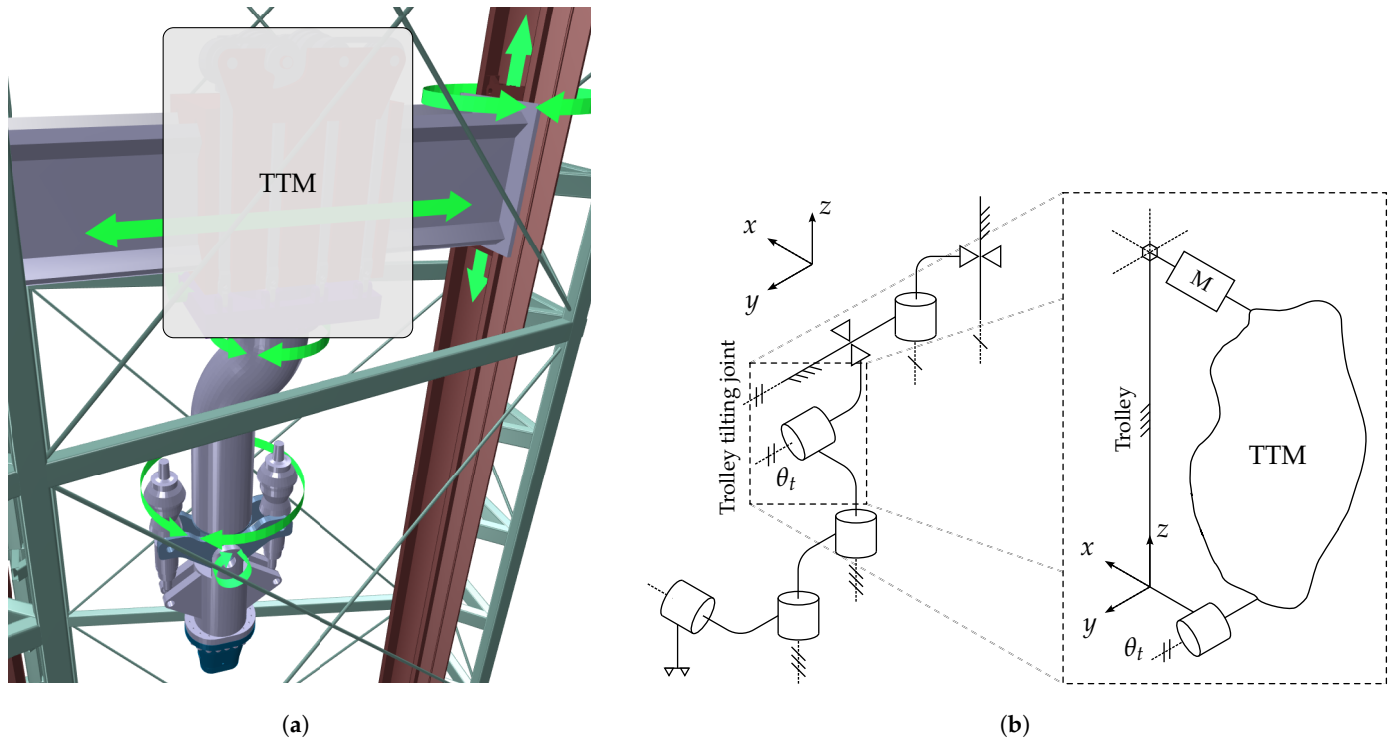 TTM
z
x
y
Trolley tilting joint
θt
M
Trolley
TTM
z
x
y
θt
(a)
(b)